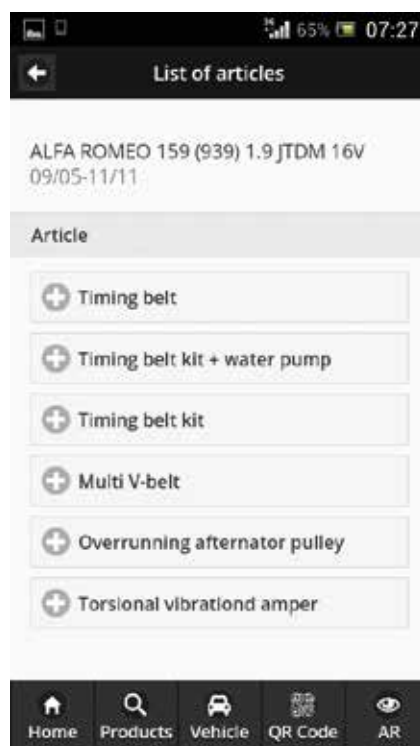 65% 07:27
List of articles
ALFA ROMEO 159 (939) 1.9 JTDM 16V
09/05-11/11
Article
Timing belt
Timing belt kit + water pump
Timing belt kit
Multi V-belt
Overrunning afternator pulley
Torsional vibrationd amper
Home Products Vehicle QR Code AR